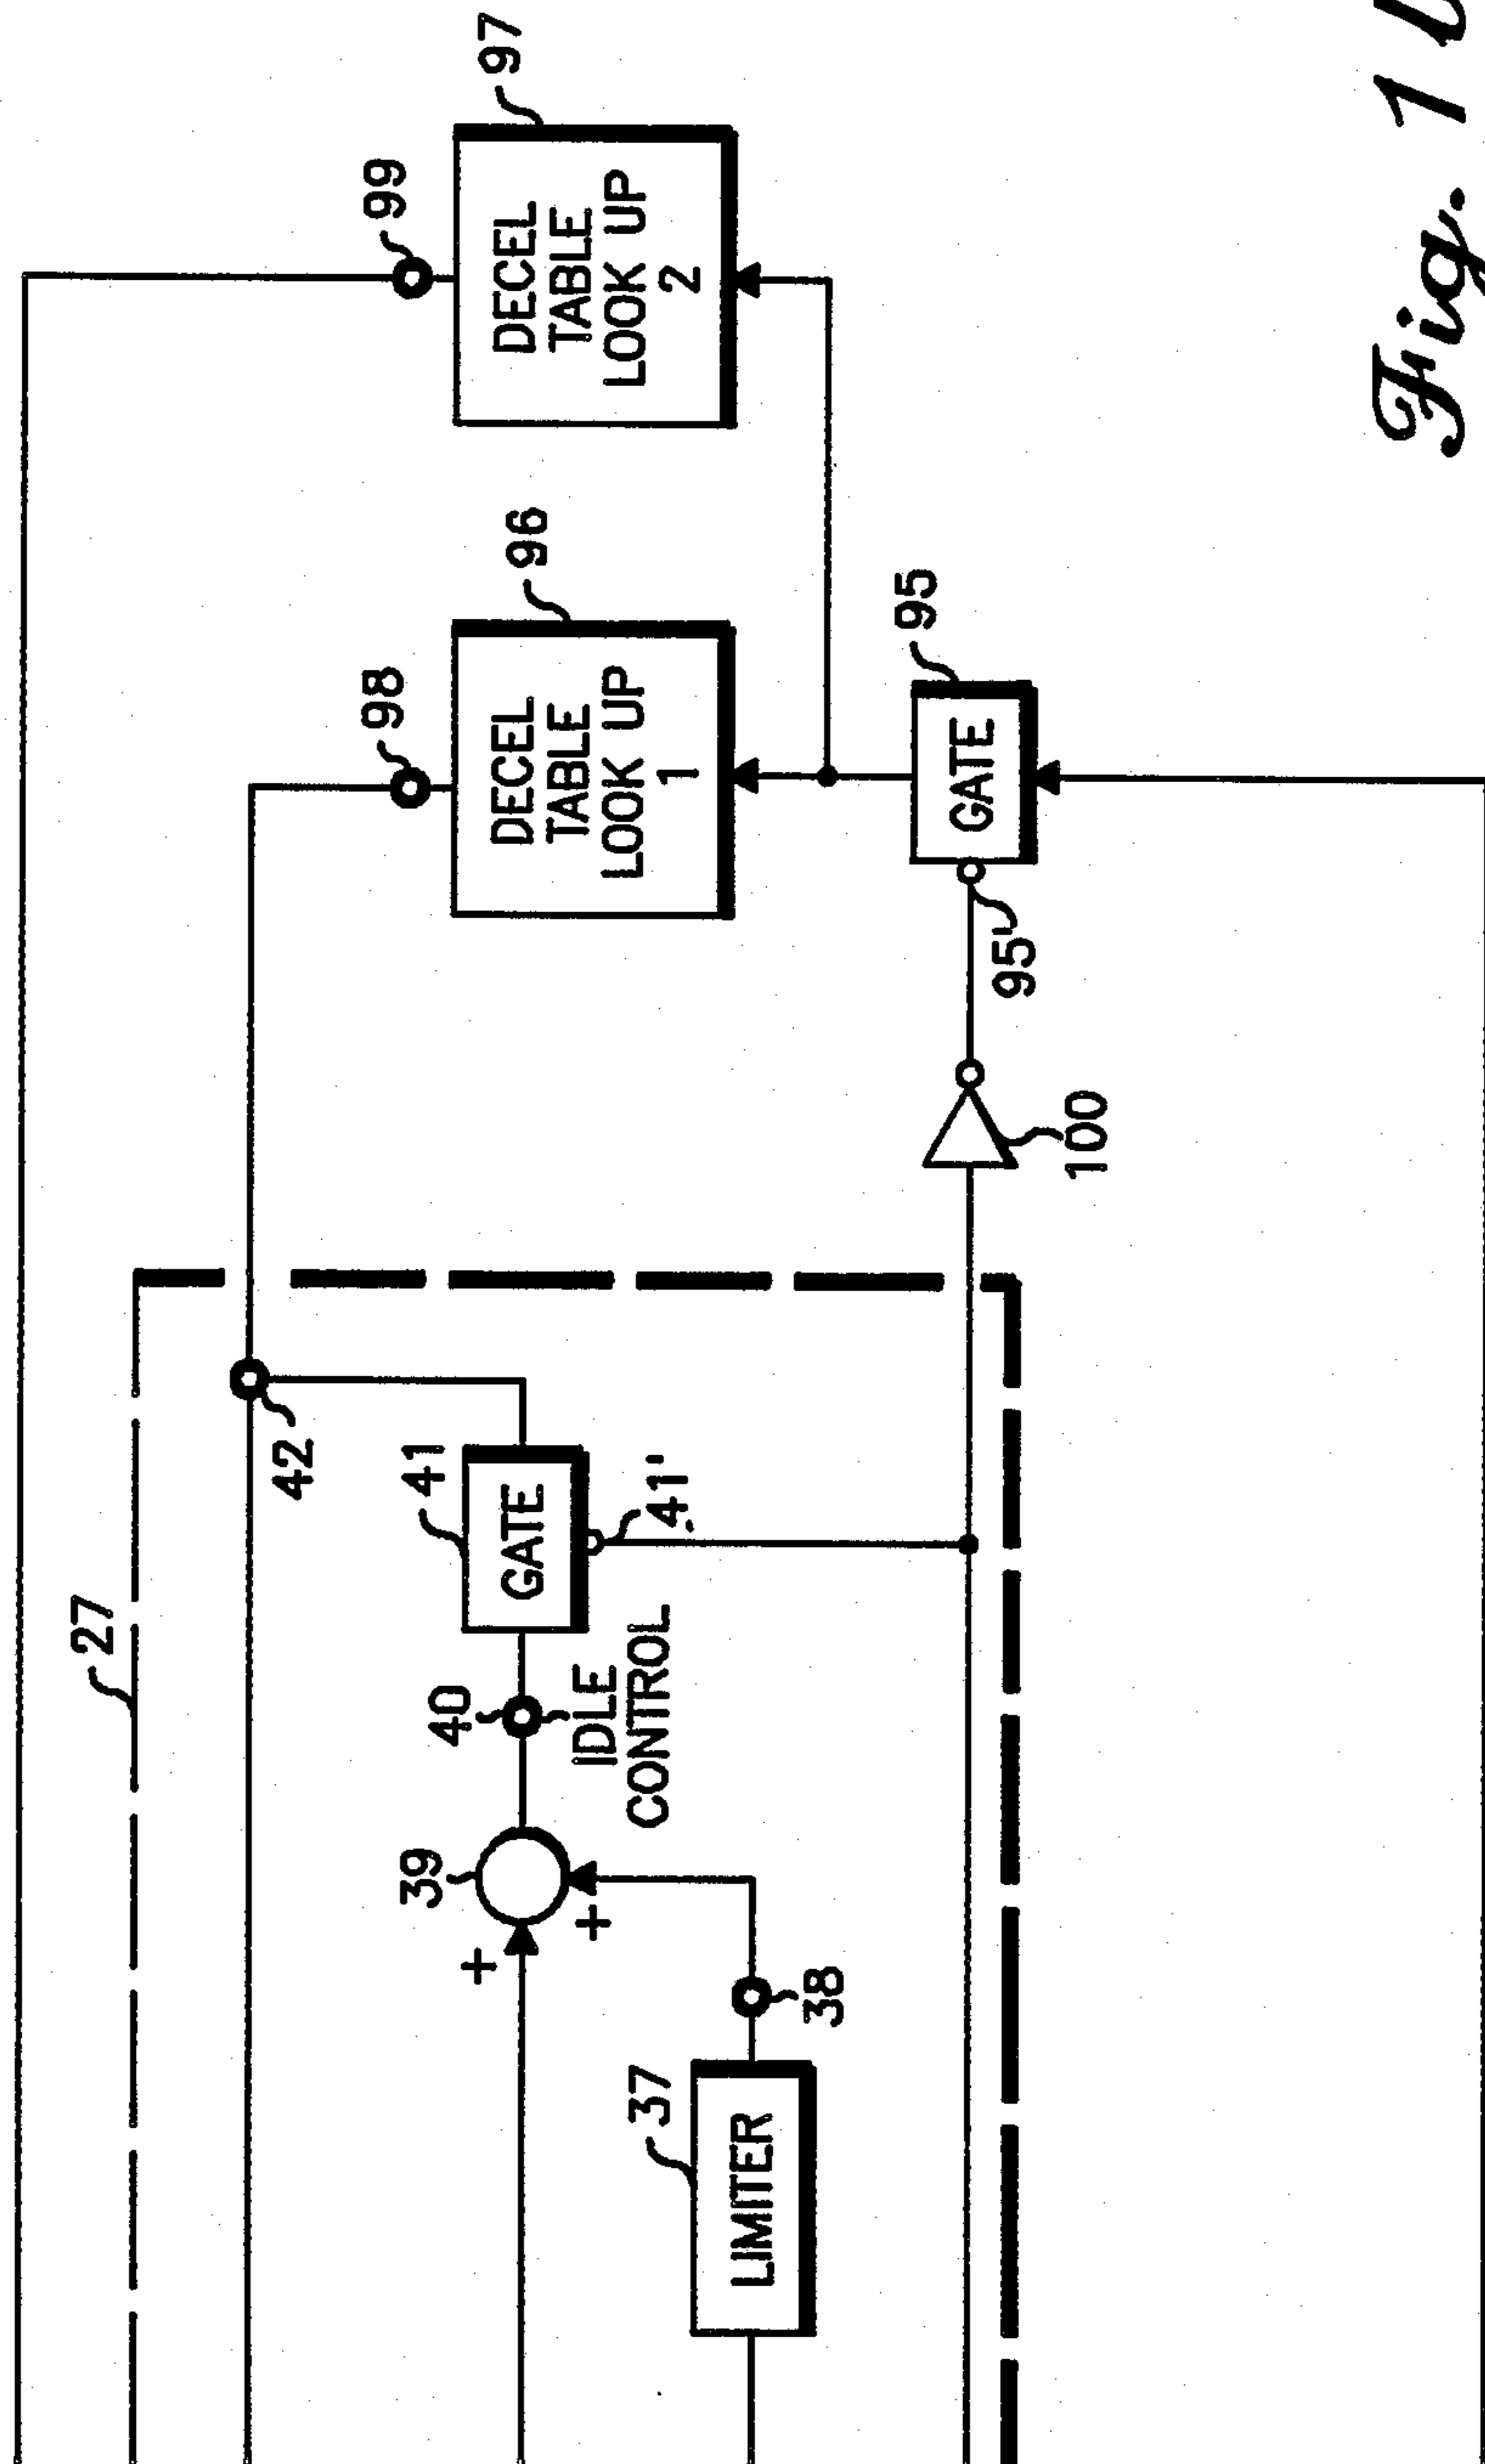 97
99
DECEL
TABLE
LOOK UP
2
96
98
DECEL
TABLE
LOOK UP
1
95
GATE
95'
100
27
42
41
GATE
41'
40
IDLE
CONTROL
39
+
+
38
37
LIMITER
Fig. 1